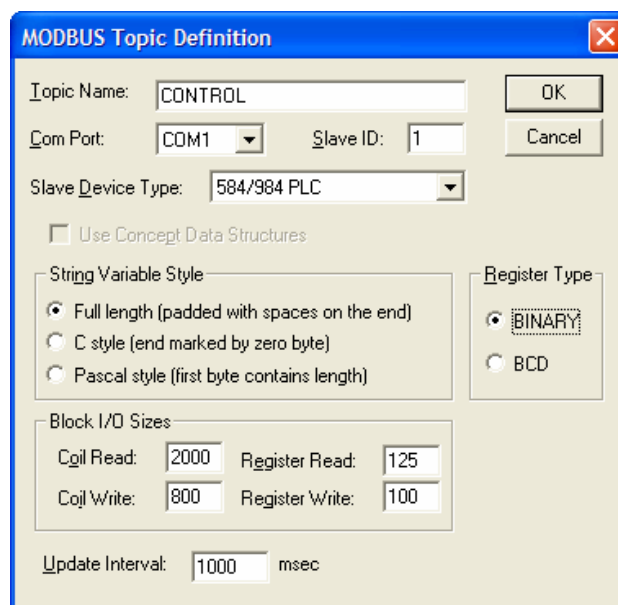 MODBUS Topic Definition
Topic Name: CONTROL OK
Com Port: COM1 Slave ID: 1 Cancel
Slave Device Type: 584/984 PLC
Use Concept Data Structures
String Variable Style Register Type
Full length (padded with spaces on the end) BINARY
C style (end marked by zero byte) BCD
Pascal style (first byte contains length)
Block I/O Sizes
Coil Read: 2000 Register Read: 125
Coil Write: 800 Register Write: 100
Update Interval: 1000 msec